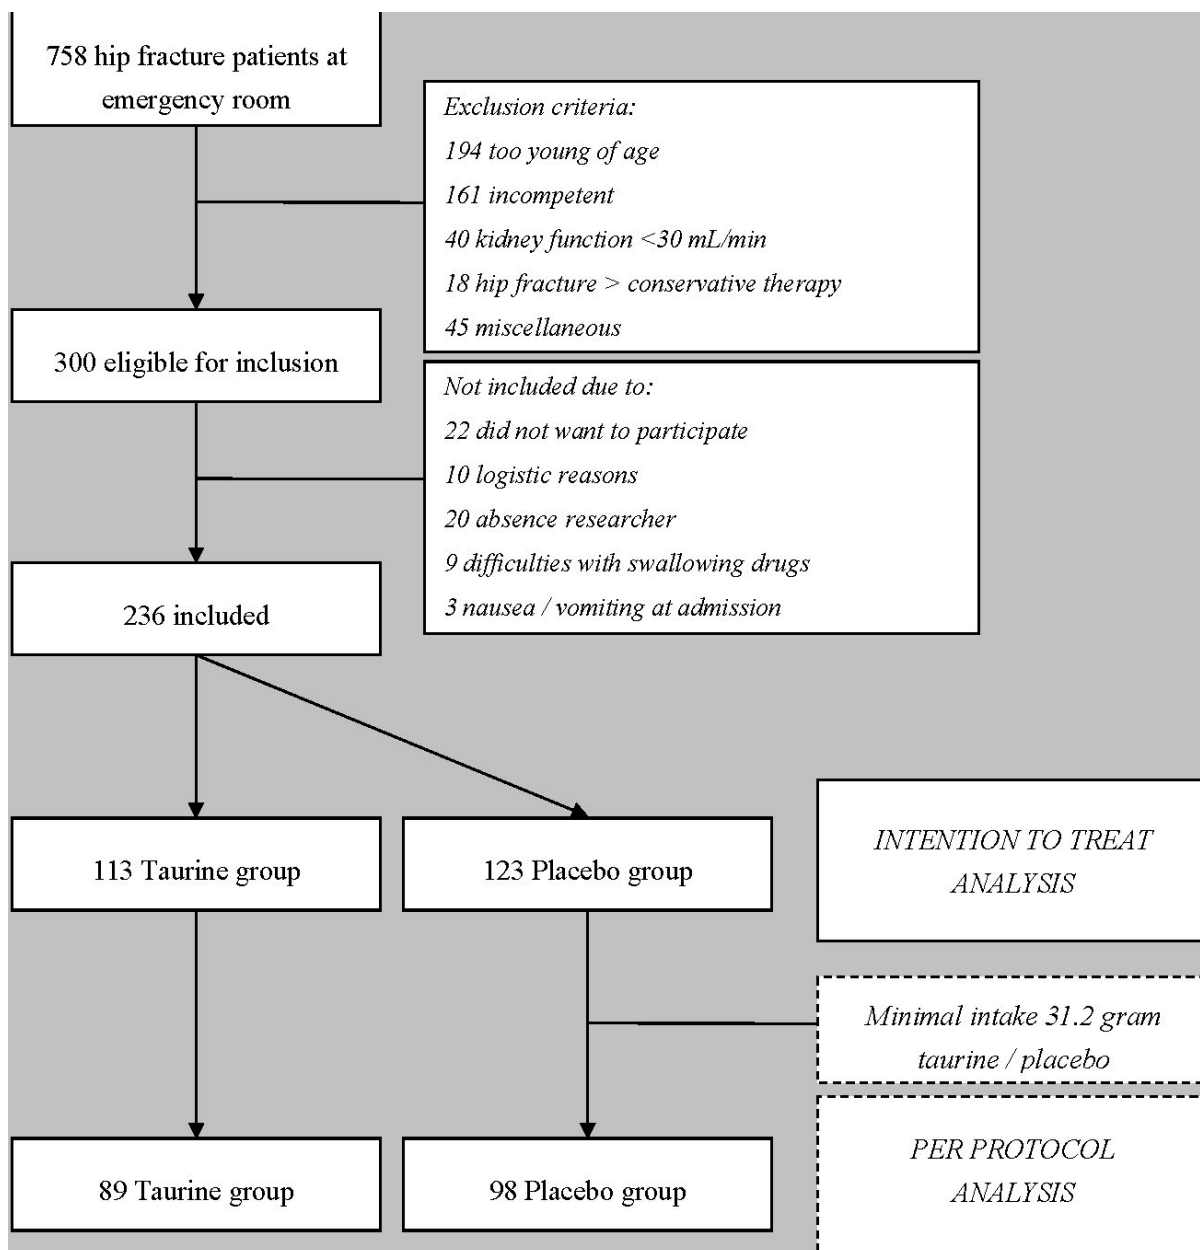 758 hip fracture patients at
emergency room
Exclusion criteria:
194 too young of age
161 incompetent
40 kidney function <30 mL/min
18 hip fracture > conservative therapy
45 miscellaneous
300 eligible for inclusion
Not included due to:
22 did not want to participate
10 logistic reasons
20 absence researcher
9 difficulties with swallowing drugs
3 nausea / vomiting at admission
236 included
113 Taurine group
123 Placebo group
INTENTION TO TREAT
ANALYSIS
Minimal intake 31.2 gram
taurine / placebo
89 Taurine group
98 Placebo group
PER PROTOCOL
ANALYSIS